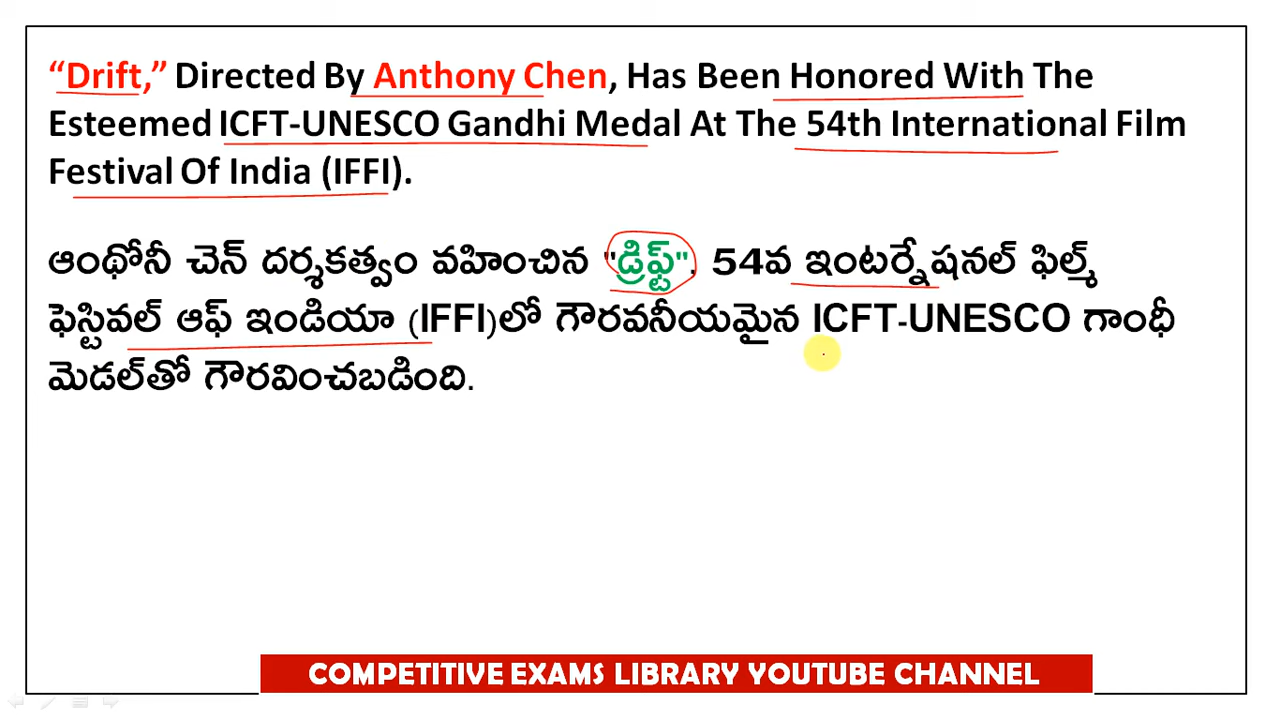 “Drift,” Directed By Anthony Chen, Has Been Honored With The
Esteemed ICFT-UNESCO Gandhi Medal At The 54th International Film
Festival Of India (IFFI).
ఆంథోనీ చెన్ దర్శకత్వం వహించిన "డ్రిఫ్ట్". 54వ ఇంటర్నేషనల్ ఫిల్మ్
ఫెస్టివల్ ఆఫ్ ఇండియా (IFFI)లో గౌరవనీయమైన ICFT-UNESCO గాంధీ
మెడల్‌తో గౌరవించబడింది.
COMPETITIVE EXAMS LIBRARY YOUTUBE CHANNEL